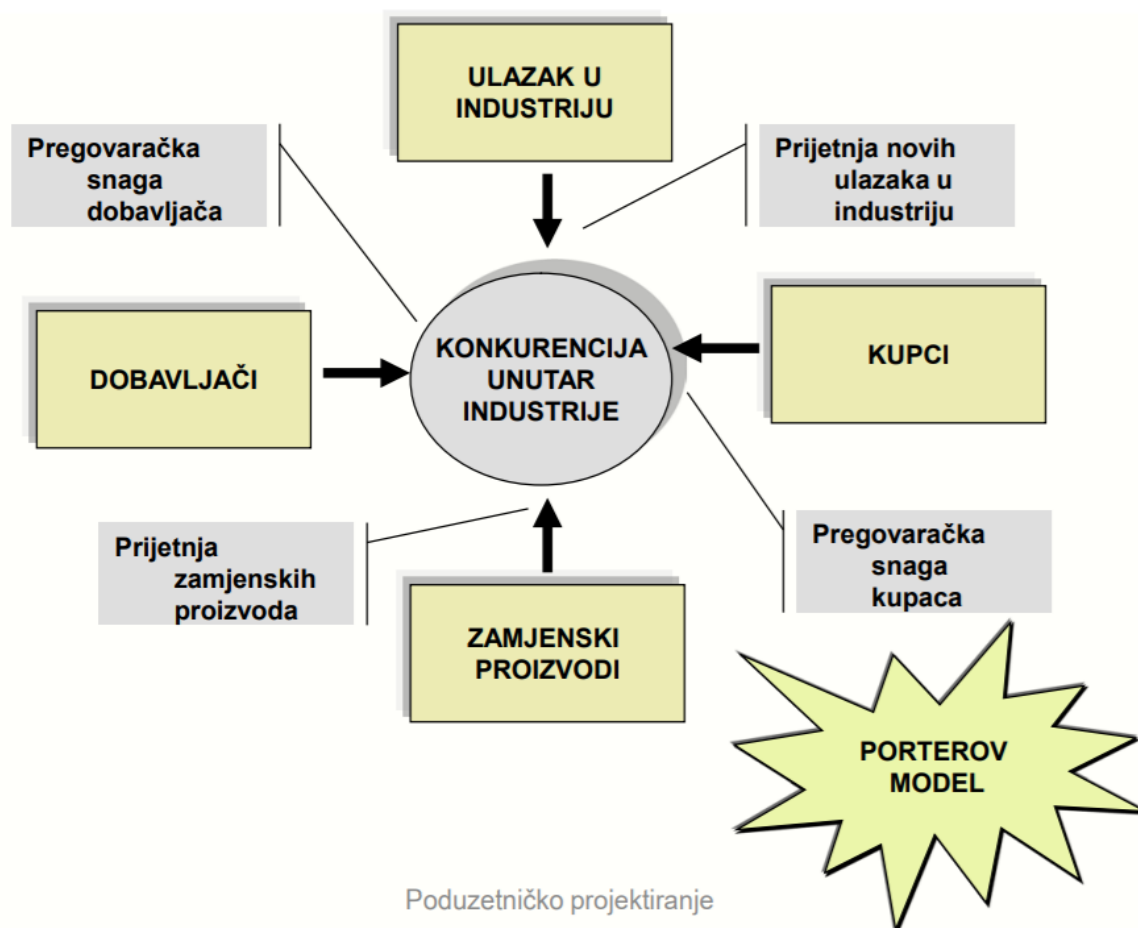 ULAZAK U
INDUSTRIJU
Pregovaračka
snaga
dobavljača
Prijetnja novih
ulazaka u
industriju
DOBAVLJAČI
KONKURENCIJA
UNUTAR
INDUSTRIJE
KUPCI
Prijetnja
zamjenskih
proizvoda
Pregovaračka
snaga
kupaca
ZAMJENSKI
PROIZVODI
PORTEROV
MODEL
Poduzetničko projektiranje